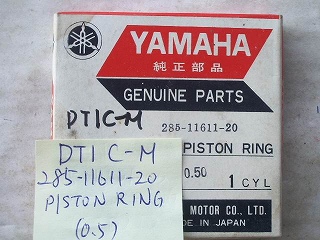 YAMAHA
純正部品
GENUINE PARTS
DT1C-M
285-11611-20
PISTON RING
0.50
1 CYL
MOTOR CO., LTD.
IN JAPAN
DT1 C-M
285-11611-20
PISTON RING
(0.5)